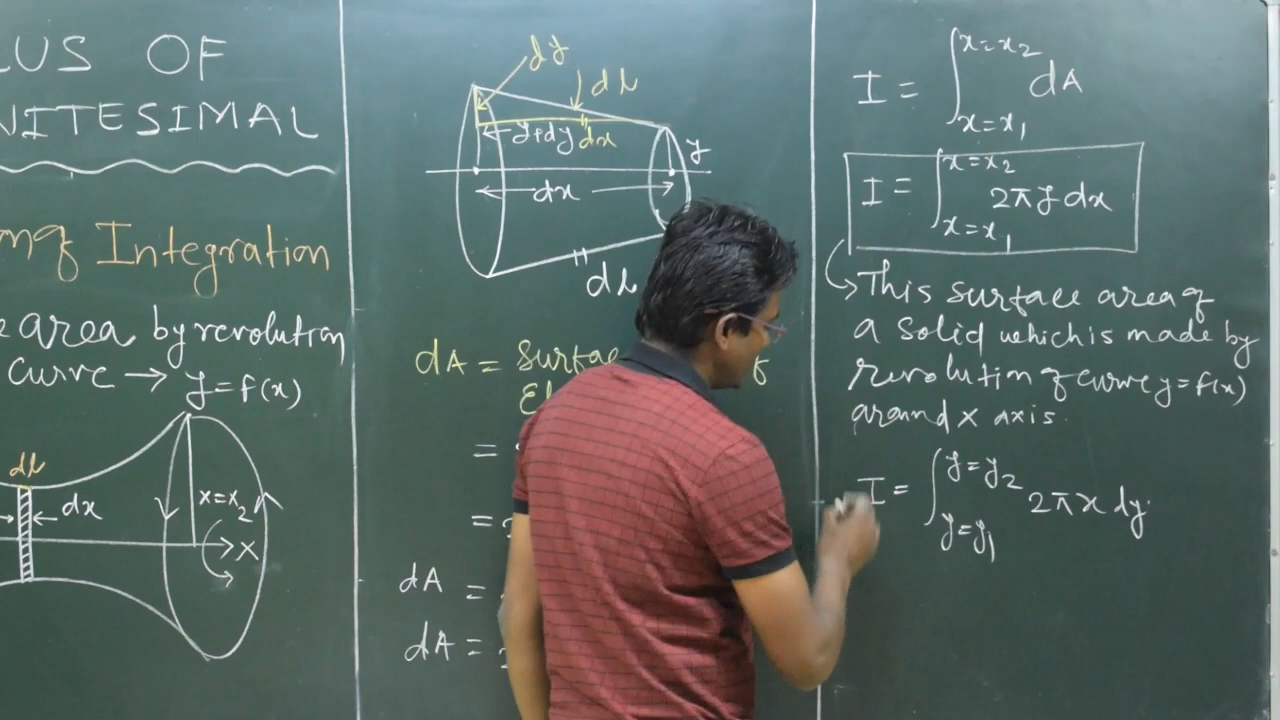 LUS OF
NITESIMAL
Integration
area by revolution
curve → y=f(x)
dl
dx
x=x₂
X
dy
dl
y+dy
dx
y
dx
dl
dA = Surfa
f
El
=
=
dA =
dA =
I = ∫ x=x₂ x=x₁ dA
I = ∫ x=x₂ x=x₁ 2πy dx
This surface area of
a solid which is made by
revolution of curve y=f(x)
around X axis.
I = ∫ y=y₂ y=y₁ 2πx dy